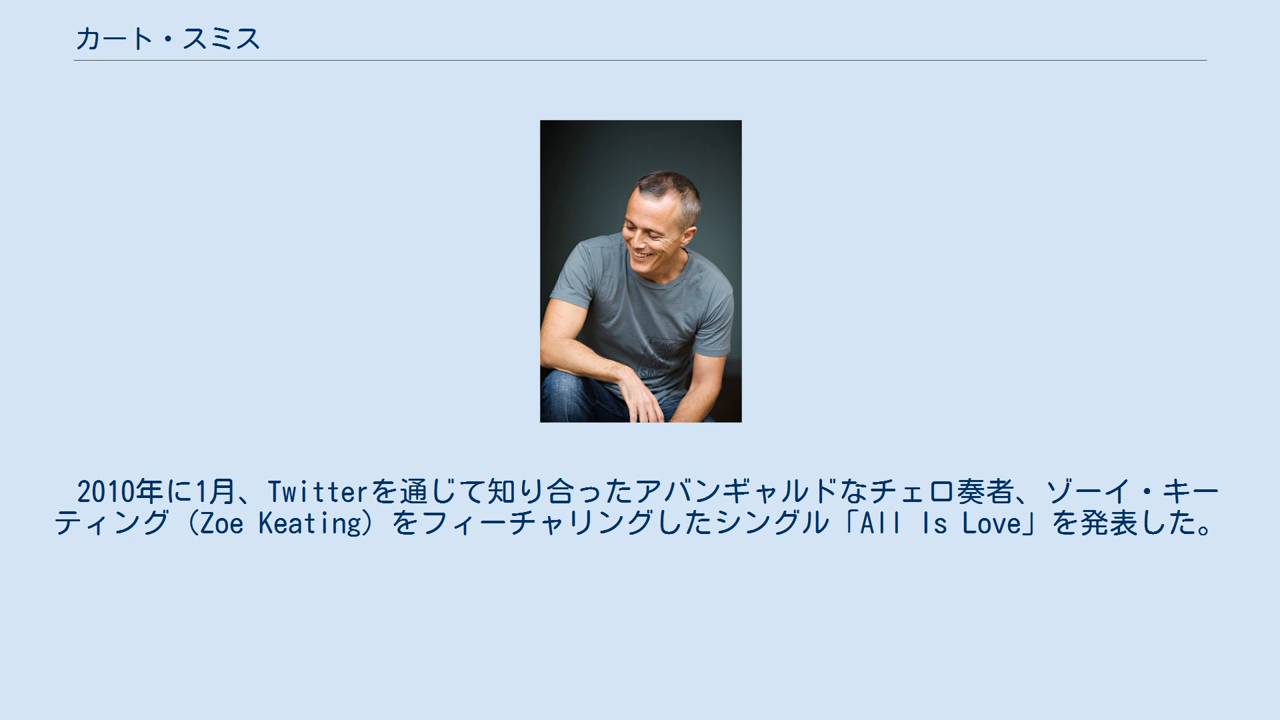 カート・スミス
2010年に1月、Twitterを通じて知り合ったアバンギャルドなチェロ奏者、ゾーイ・キー
ティング（Zoe Keating）をフィーチャリングしたシングル「All Is Love」を発表した。